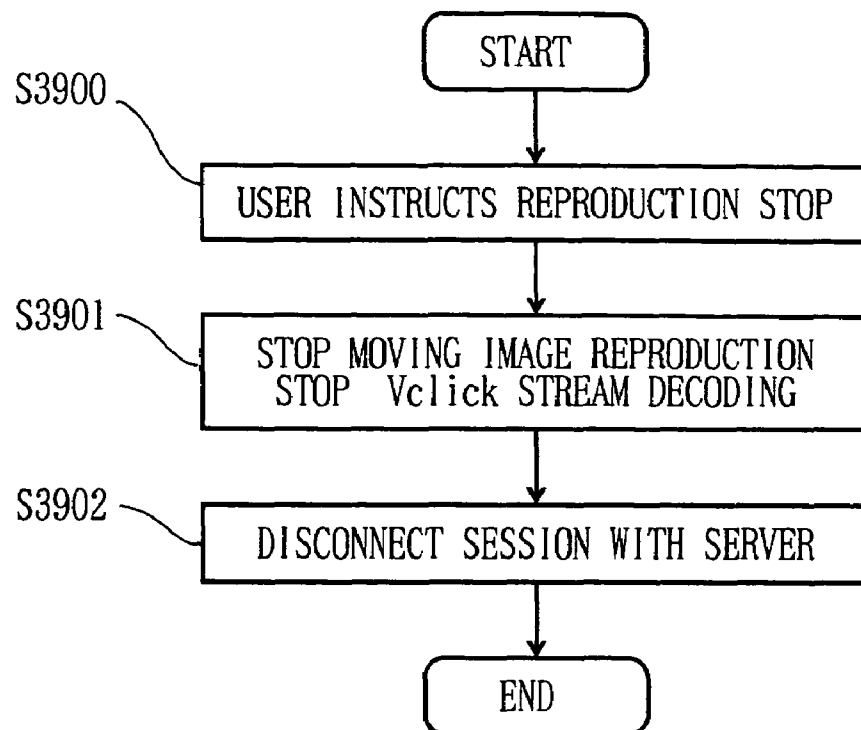 START
S3900
USER INSTRUCTS REPRODUCTION STOP
S3901
STOP MOVING IMAGE REPRODUCTION
STOP Vclick STREAM DECODING
S3902
DISCONNECT SESSION WITH SERVER
END